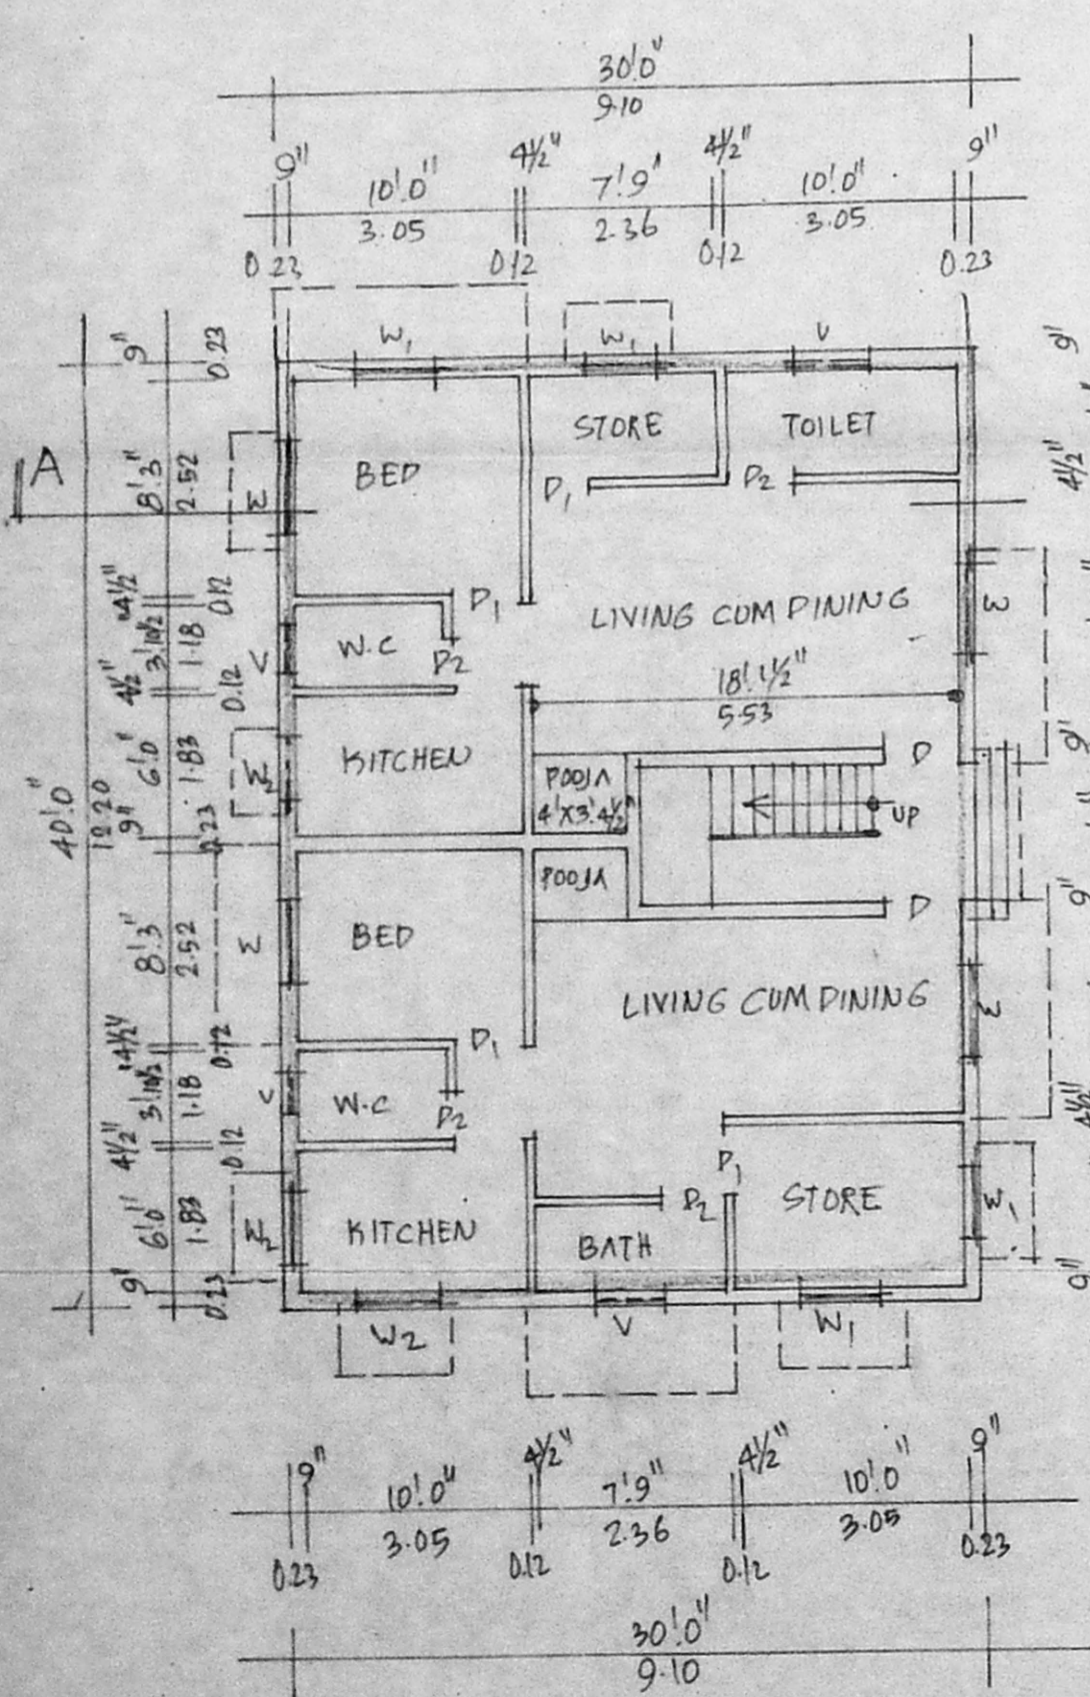 30'.0"
9.10
9" 10'.0" 4½" 7'.9" 4½" 10'.0" 9"
0.23 3.05 0.12 2.36 0.12 3.05 0.23
W1 W1 V
9" 0.23 9"
STORE TOILET
A 8'.3" 2.52 W BED D1 D2 4½"
4½" 0.12 D1 LIVING CUM DINING W
3'.10½" 1.18 V W.C D2
4½" 0.12 18'.1½"
5.53
40'.0" 12.20 6'.0" 1.83 W2 KITCHEN POOJA D 9"
4'X3'.4½" UP
9" 0.23
POOJA D 9"
8'.3" 2.52 W BED
LIVING CUM DINING W
4½" 0.12 D1
3'.10½" 1.18 V W.C D2 4½"
4½" 0.12 D1
6'.0" 1.83 W2 KITCHEN D2 STORE W1
BATH
9" 0.23 9"
W2 V W1
9" 10'.0" 4½" 7'.9" 4½" 10'.0" 9"
0.23 3.05 0.12 2.36 0.12 3.05 0.23
30'.0"
9.10